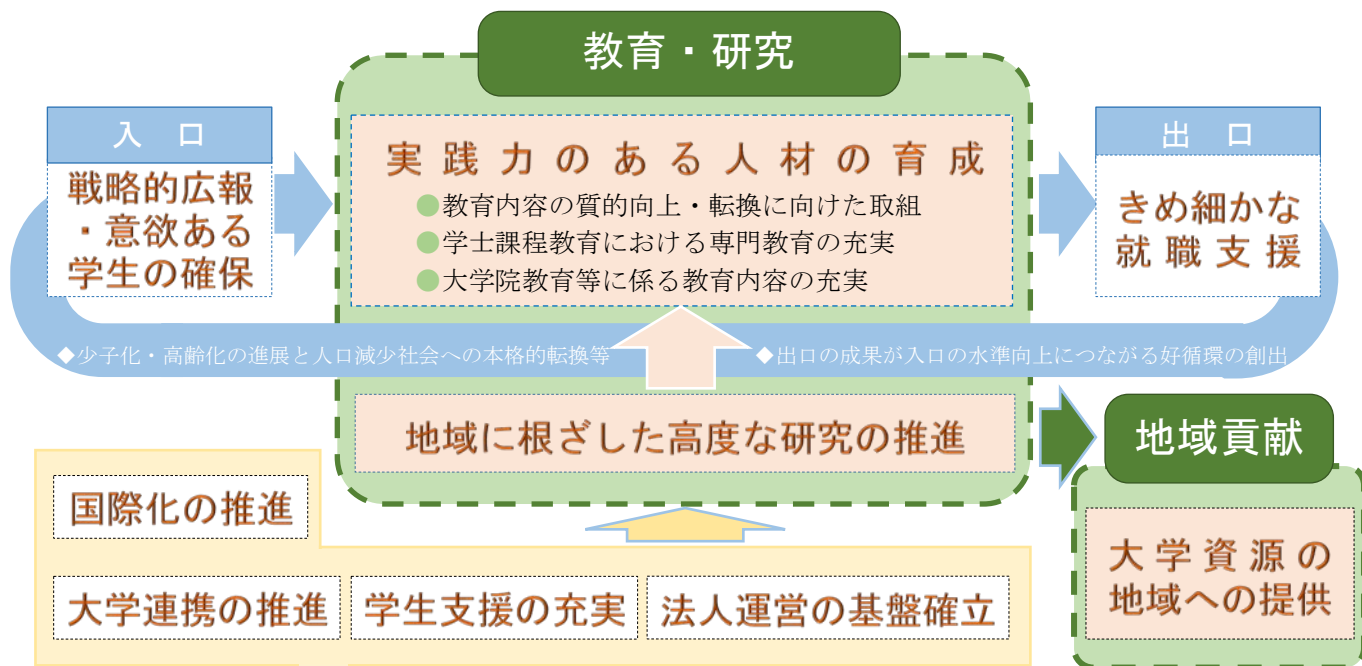 教育・研究
入　口
戦略的広報
・意欲ある
学生の確保
実践力のある人材の育成
●教育内容の質的向上・転換に向けた取組
●学士課程教育における専門教育の充実
●大学院教育等に係る教育内容の充実
出　口
きめ細かな
就職支援
◆少子化・高齢化の進展と人口減少社会への本格的転換等
◆出口の成果が入口の水準向上につながる好循環の創出
地域に根ざした高度な研究の推進
地域貢献
大学資源の
地域への提供
国際化の推進
大学連携の推進
学生支援の充実
法人運営の基盤確立